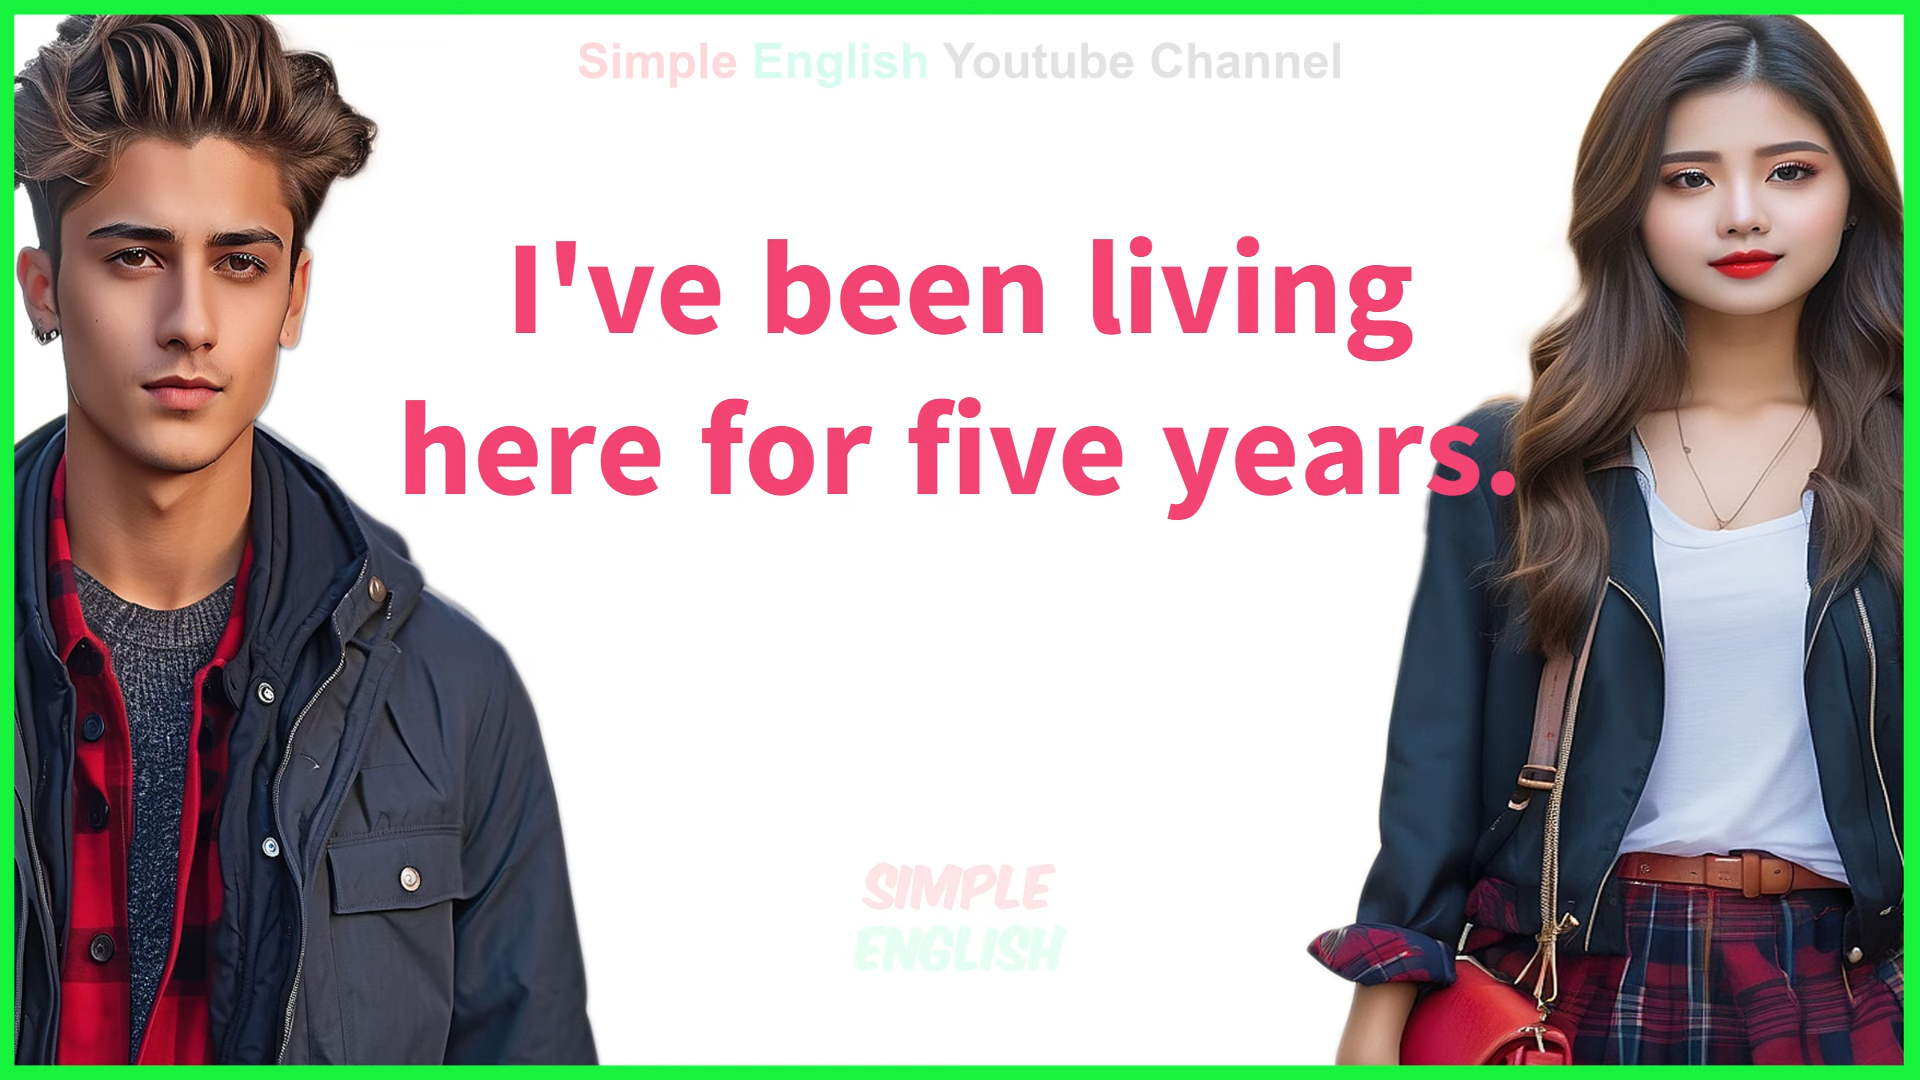 Simple English Youtube Channel
I've been living
here for five years.
SIMPLE
ENGLISH